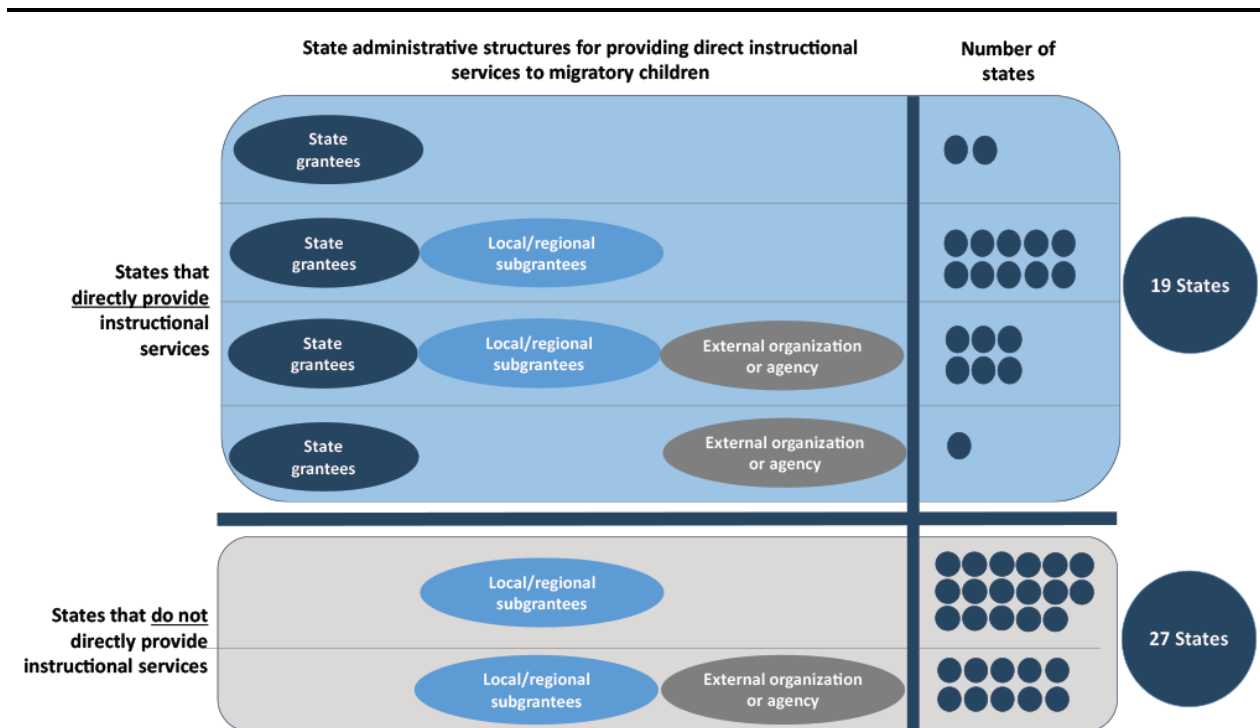 State administrative structures for providing direct instructional
services to migratory children
Number of
states
States that
directly provide
instructional
services
State
grantees
State
grantees
Local/regional
subgrantees
State
grantees
Local/regional
subgrantees
External organization
or agency
State
grantees
External organization
or agency
19 States
States that do not
directly provide
instructional services
Local/regional
subgrantees
Local/regional
subgrantees
External organization
or agency
27 States